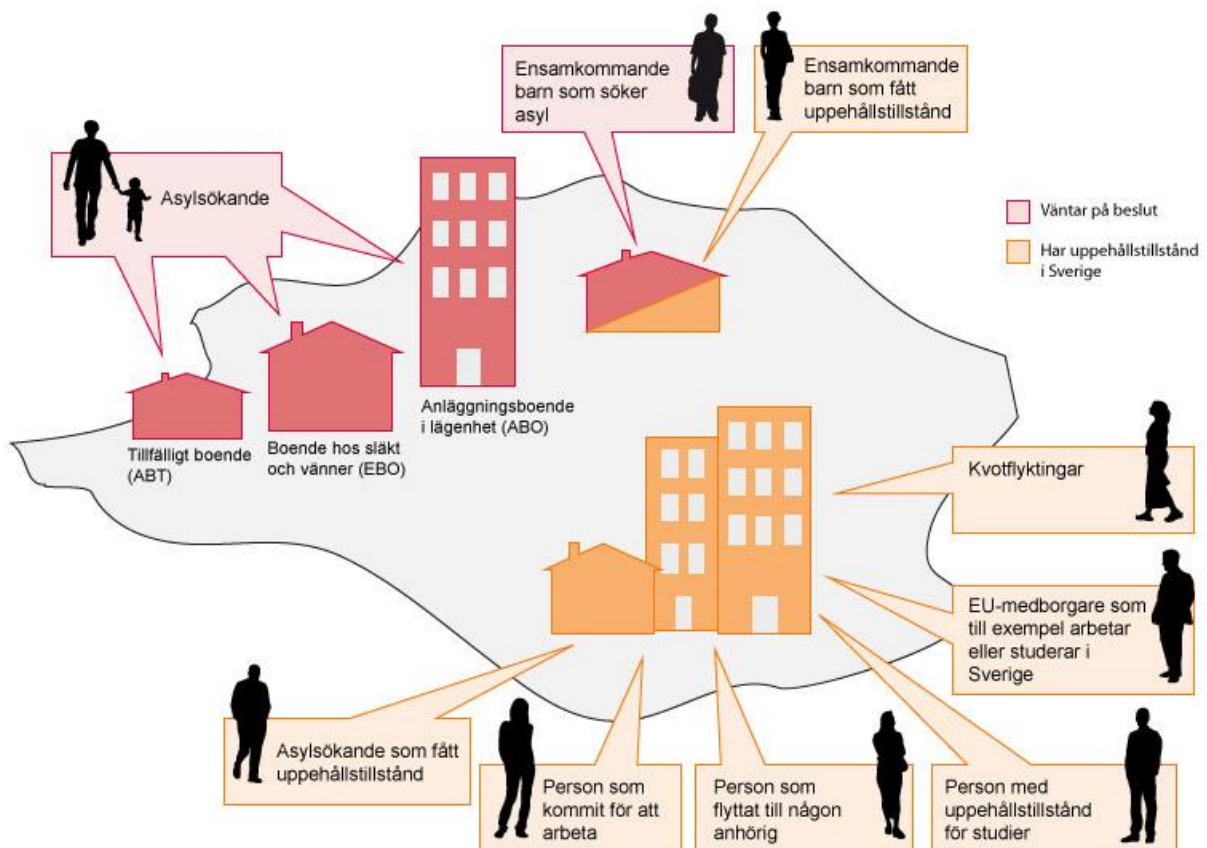 Ensamkommande
barn som söker
asyl
Ensamkommande
barn som fått
uppehållstillstånd
Asylsökande
Väntar på beslut
Har uppehållstillstånd
i Sverige
Tillfälligt boende
(ABT)
Boende hos släkt
och vänner (EBO)
Anläggningsboende
i lägenhet (ABO)
Kvotflyktingar
EU-medborgare som
till exempel arbetar
eller studerar i
Sverige
Asylsökande som fått
uppehållstillstånd
Person som
kommit för att
arbeta
Person som
flyttat till någon
anhörig
Person med
uppehållstillstånd
för studier